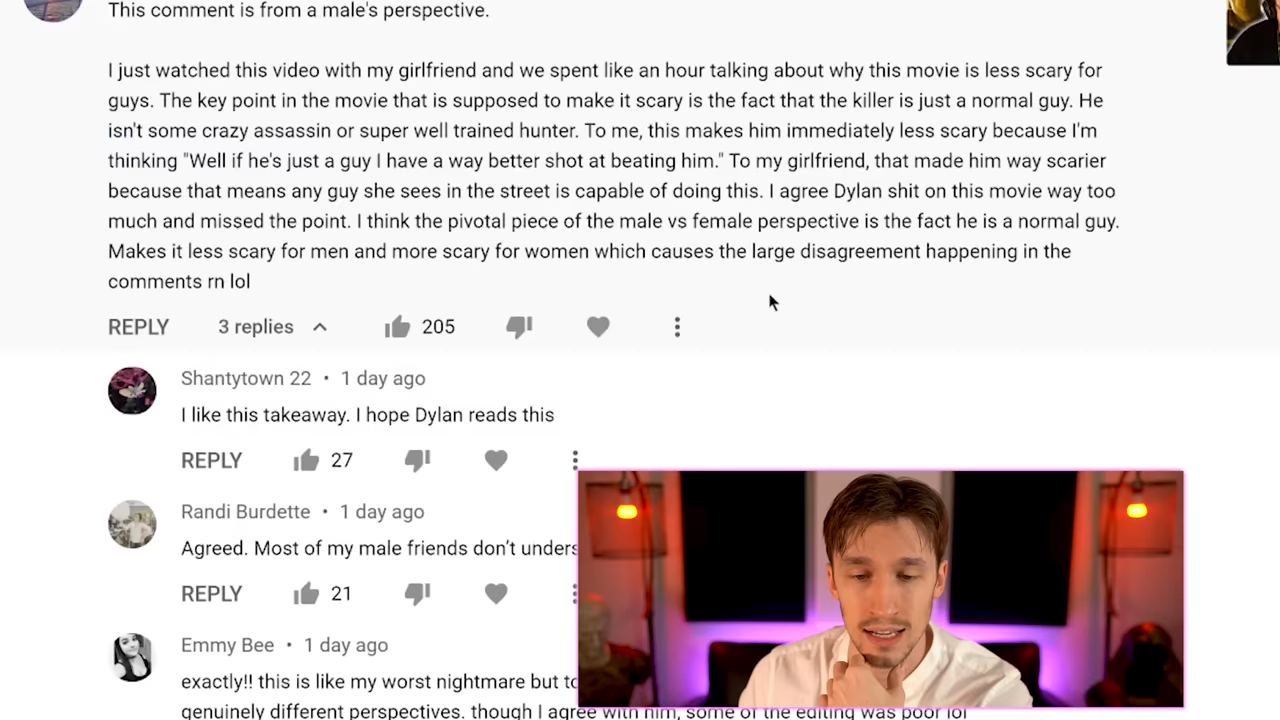 This comment is from a male's perspective.
I just watched this video with my girlfriend and we spent like an hour talking about why this movie is less scary for
guys. The key point in the movie that is supposed to make it scary is the fact that the killer is just a normal guy. He
isn't some crazy assassin or super well trained hunter. To me, this makes him immediately less scary because I'm
thinking "Well if he's just a guy I have a way better shot at beating him." To my girlfriend, that made him way scarier
because that means any guy she sees in the street is capable of doing this. I agree Dylan shit on this movie way too
much and missed the point. I think the pivotal piece of the male vs female perspective is the fact he is a normal guy.
Makes it less scary for men and more scary for women which causes the large disagreement happening in the
comments rn lol
REPLY 3 replies 205
Shantytown 22 • 1 day ago
I like this takeaway. I hope Dylan reads this
REPLY 27
Randi Burdette • 1 day ago
Agreed. Most of my male friends don't
REPLY 21
Emmy Bee • 1 day ago
exactly!! this is like my worst nightmare but
genuinely different perspectives. though I agree with him, some of the editing was poor lol